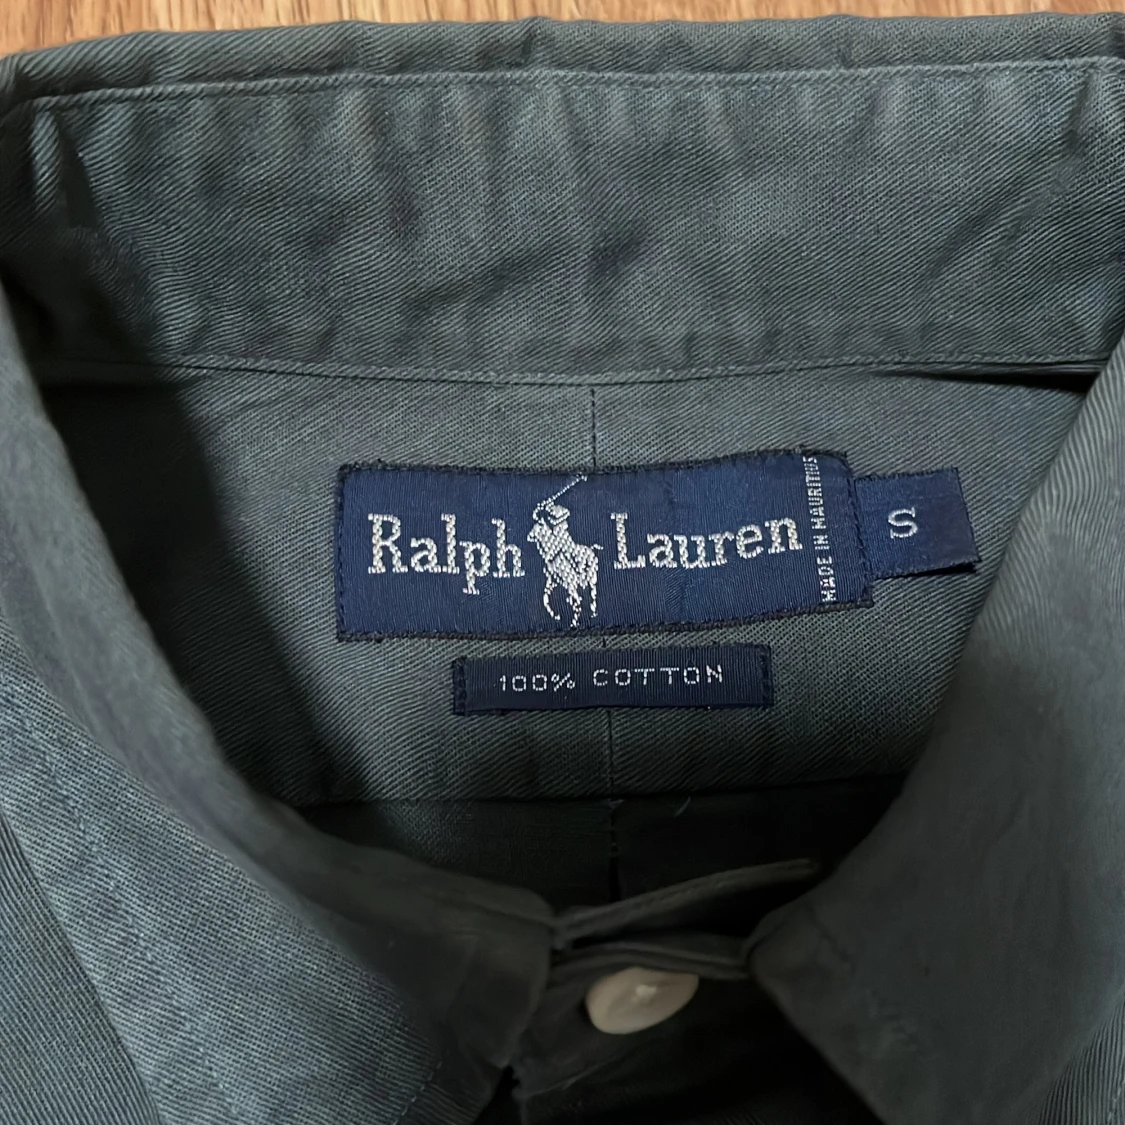 Ralph Lauren
MADE IN MAURITIUS
S
100% COTTON